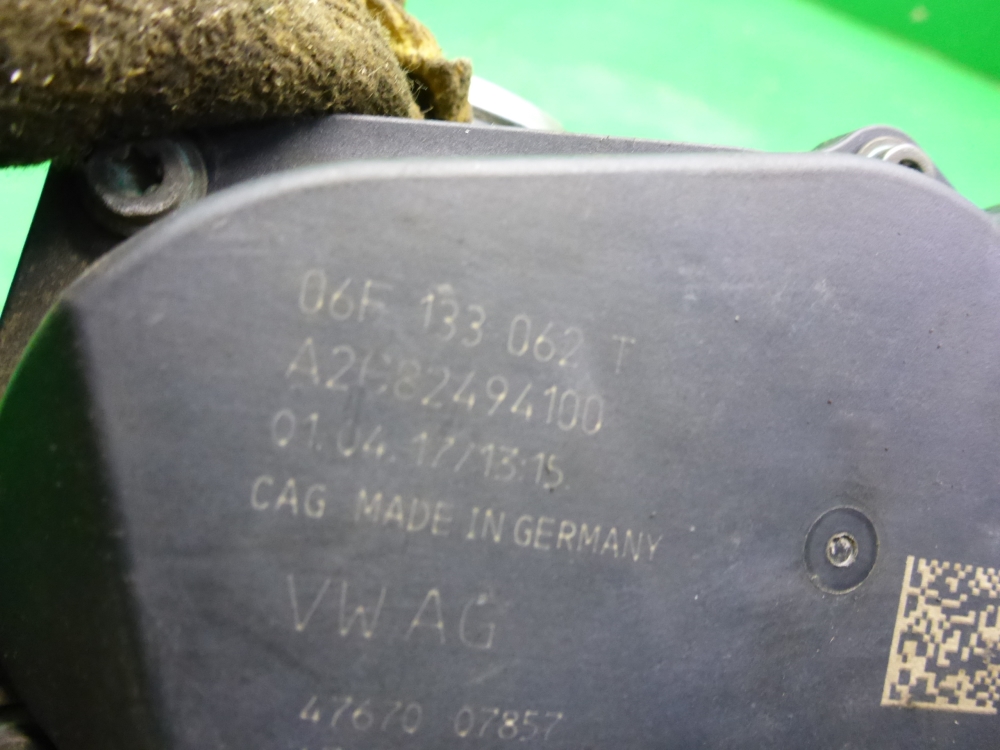 06F 133 062 T
A2C82494100
01.04.17/13:15
CAG MADE IN GERMANY
VW AG
47670 07857